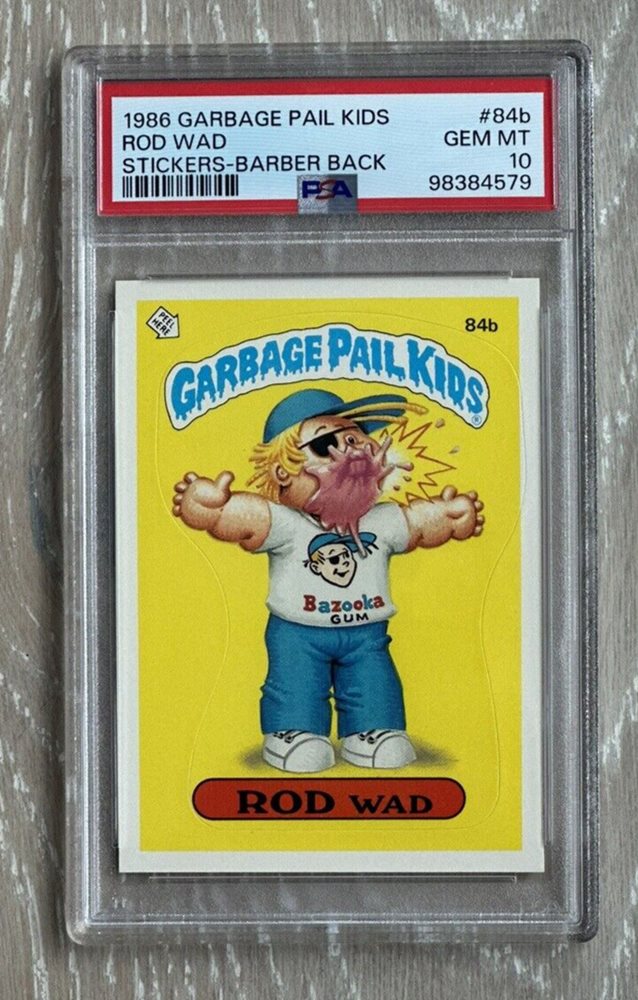 1986 GARBAGE PAIL KIDS #84b
ROD WAD GEM MT
STICKERS-BARBER BACK 10
PSA 98384579
PEEL
HERE
84b
GARBAGE PAIL KIDS®
Bazooka
GUM
ROD WAD